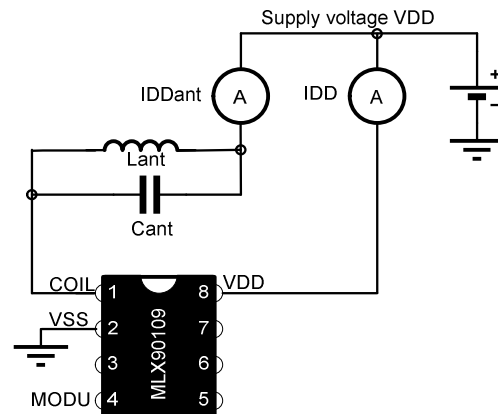 Supply voltage VDD
IDDant
A
IDD
A
+
–
Lant
Cant
COIL
1
8
VDD
VSS
2
7
3
6
MODU
4
5
MLX90109